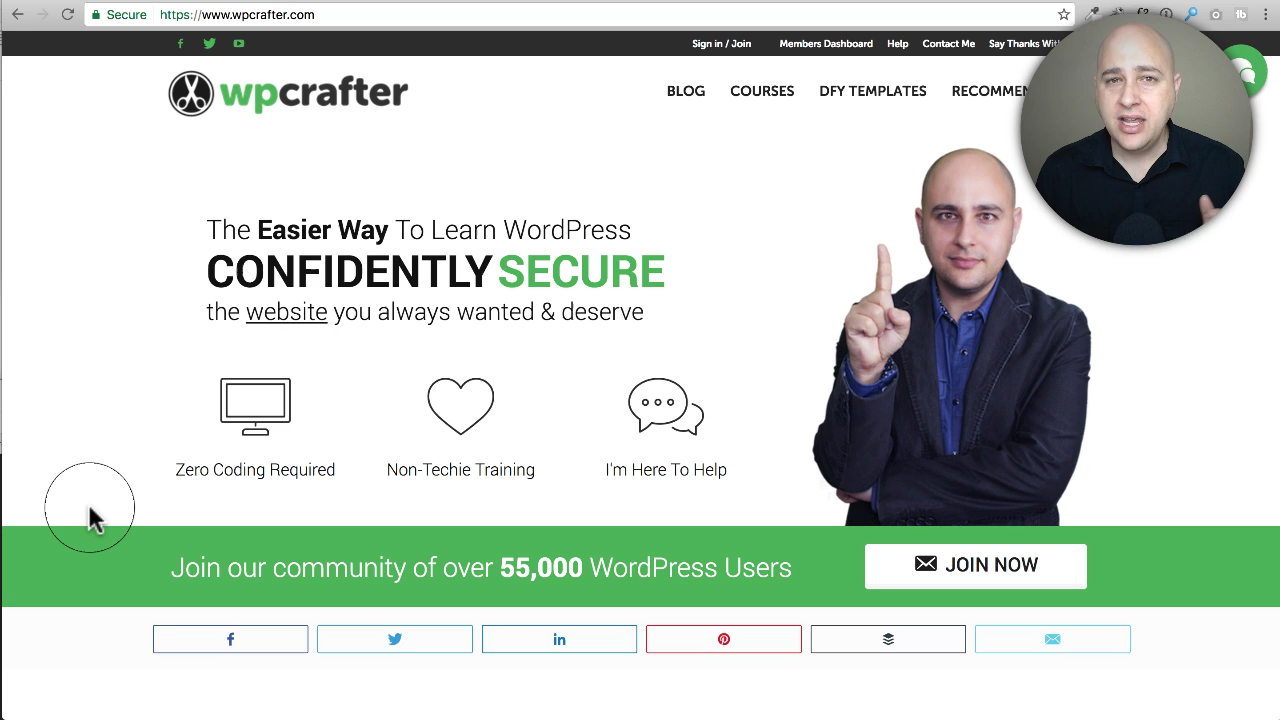 Secure https://www.wpcrafter.com
Sign in / Join Members Dashboard Help Contact Me Say Thanks
wpcrafter
BLOG COURSES DFY TEMPLATES
The Easier Way To Learn WordPress
CONFIDENTLY SECURE
the website you always wanted & deserve
Zero Coding Required Non-Techie Training I'm Here To Help
Join our community of over 55,000 WordPress Users JOIN NOW